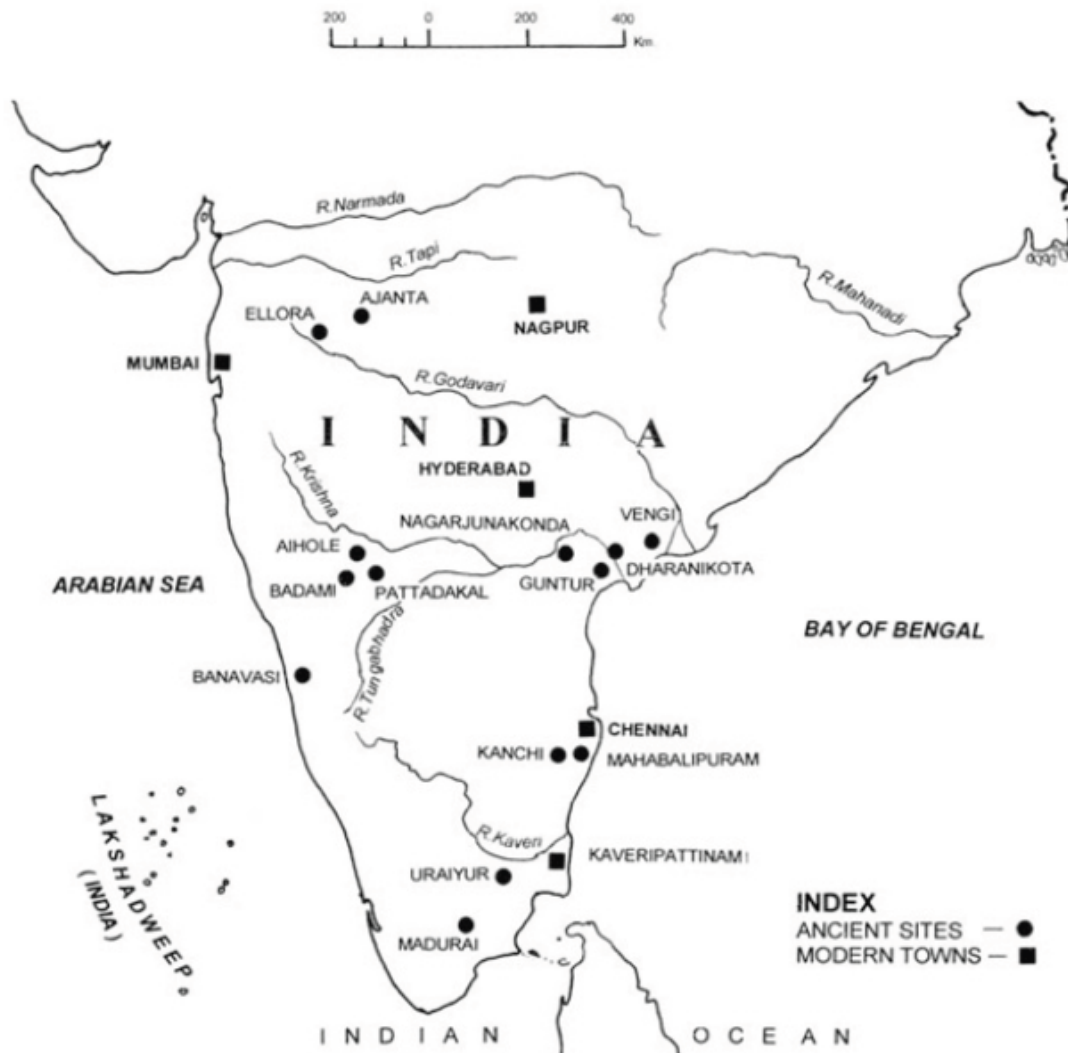 200 0 200 400
Km.
R.Narmada
R.Tapi
R.Mahanadi
AJANTA
ELLORA
NAGPUR
MUMBAI
R.Godavari
I N D I A
R.Krishna
HYDERABAD
NAGARJUNAKONDA
VENGI
AIHOLE
DHARANIKOTA
ARABIAN SEA
BADAMI
PATTADAKAL
GUNTUR
BAY OF BENGAL
R.Tungabhadra
BANAVASI
CHENNAI
KANCHI
MAHABALIPURAM
LAKSHADWEEP
(INDIA)
R.Kaveri
KAVERIPATTINAM
URAIYUR
MADURAI
INDEX
ANCIENT SITES —
MODERN TOWNS —
INDIAN OCEAN